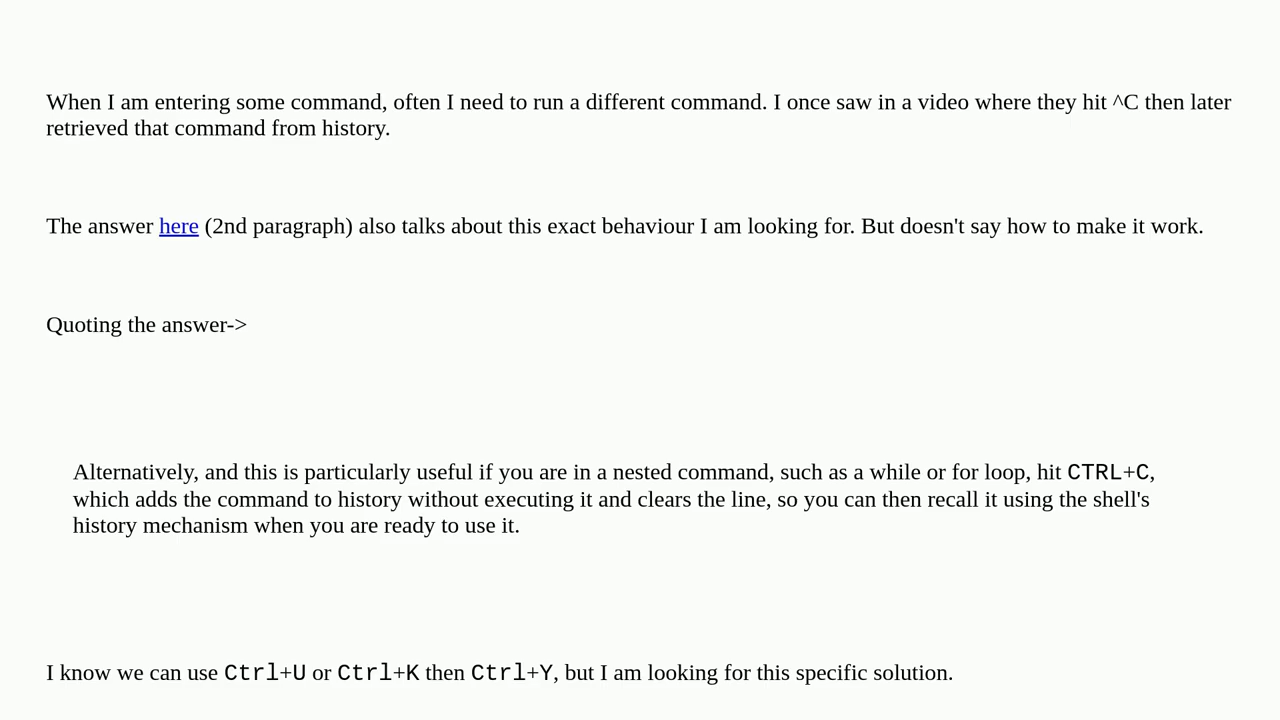 When I am entering some command, often I need to run a different command. I once saw in a video where they hit ^C then later
retrieved that command from history.
The answer here (2nd paragraph) also talks about this exact behaviour I am looking for. But doesn't say how to make it work.
Quoting the answer->
Alternatively, and this is particularly useful if you are in a nested command, such as a while or for loop, hit CTRL+C,
which adds the command to history without executing it and clears the line, so you can then recall it using the shell's
history mechanism when you are ready to use it.
I know we can use Ctrl+U or Ctrl+K then Ctrl+Y, but I am looking for this specific solution.